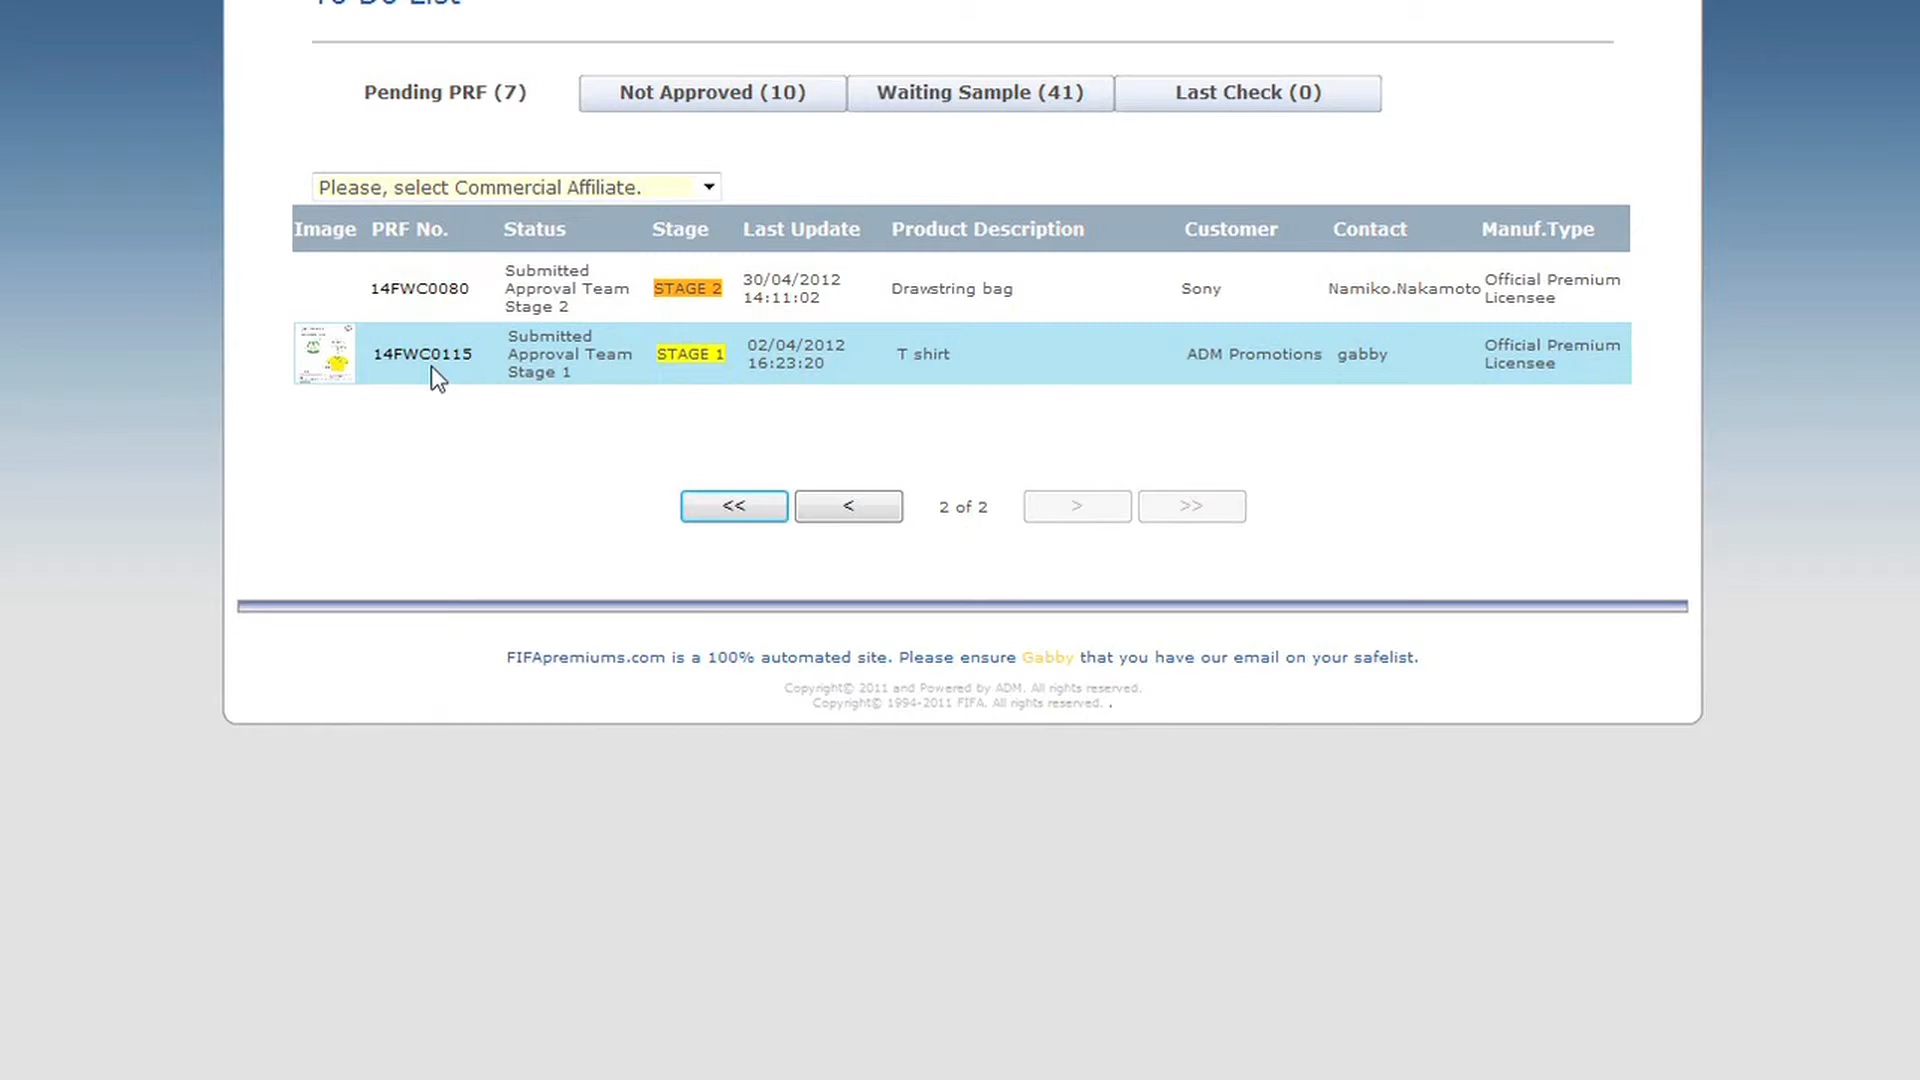 To Do List
Pending PRF (7) Not Approved (10) Waiting Sample (41) Last Check (0)
Please, select Commercial Affiliate.
Image PRF No. Status Stage Last Update Product Description Customer Contact Manuf.Type
14FWC0080 Submitted Approval Team Stage 2 STAGE 2 30/04/2012 14:11:02 Drawstring bag Sony Namiko.Nakamoto Official Premium Licensee
14FWC0115 Submitted Approval Team Stage 1 STAGE 1 02/04/2012 16:23:20 T shirt ADM Promotions gabby Official Premium Licensee
<< < 2 of 2 > >>
FIFApremiums.com is a 100% automated site. Please ensure Gabby that you have our email on your safelist.
Copyright© 2011 and Powered by ADM. All rights reserved.
Copyright© 1994-2011 FIFA. All rights reserved. .